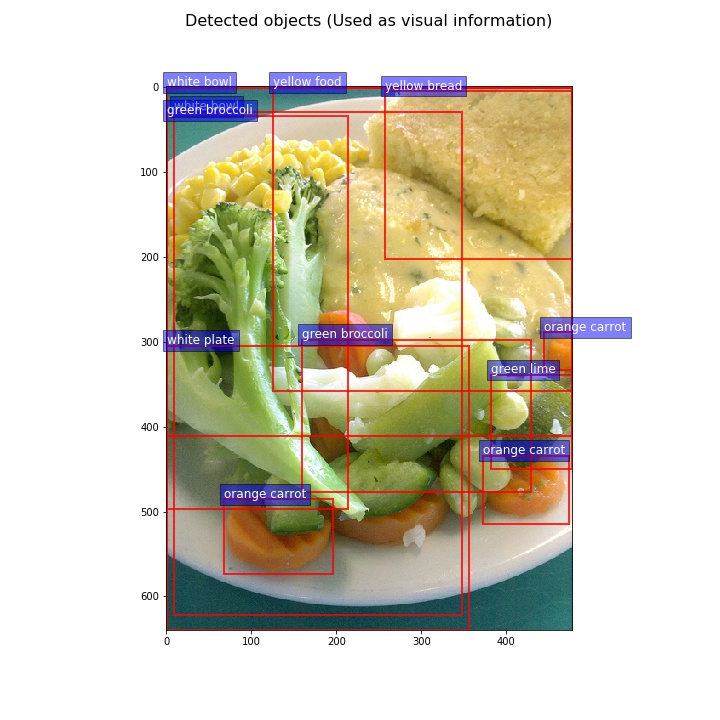 Detected objects (Used as visual information)
white bowl
yellow food
yellow bread
white bowl
green broccoli
orange carrot
green broccoli
white plate
green lime
orange carrot
orange carrot
0
100
200
300
400
500
600
0
100
200
300
400